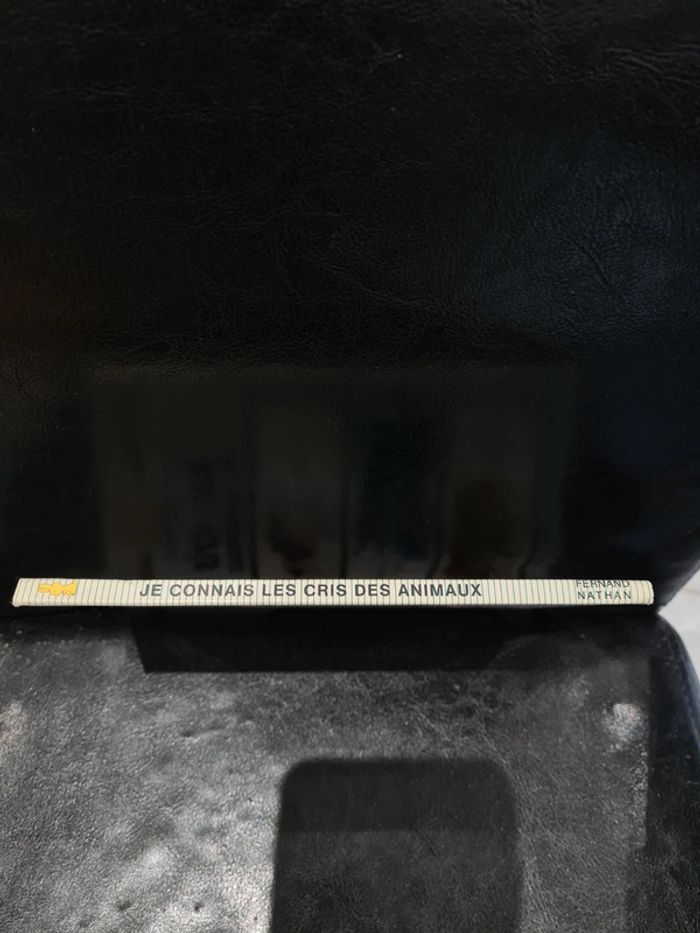 JE CONNAIS LES CRIS DES ANIMAUX
FERNAND
NATHAN